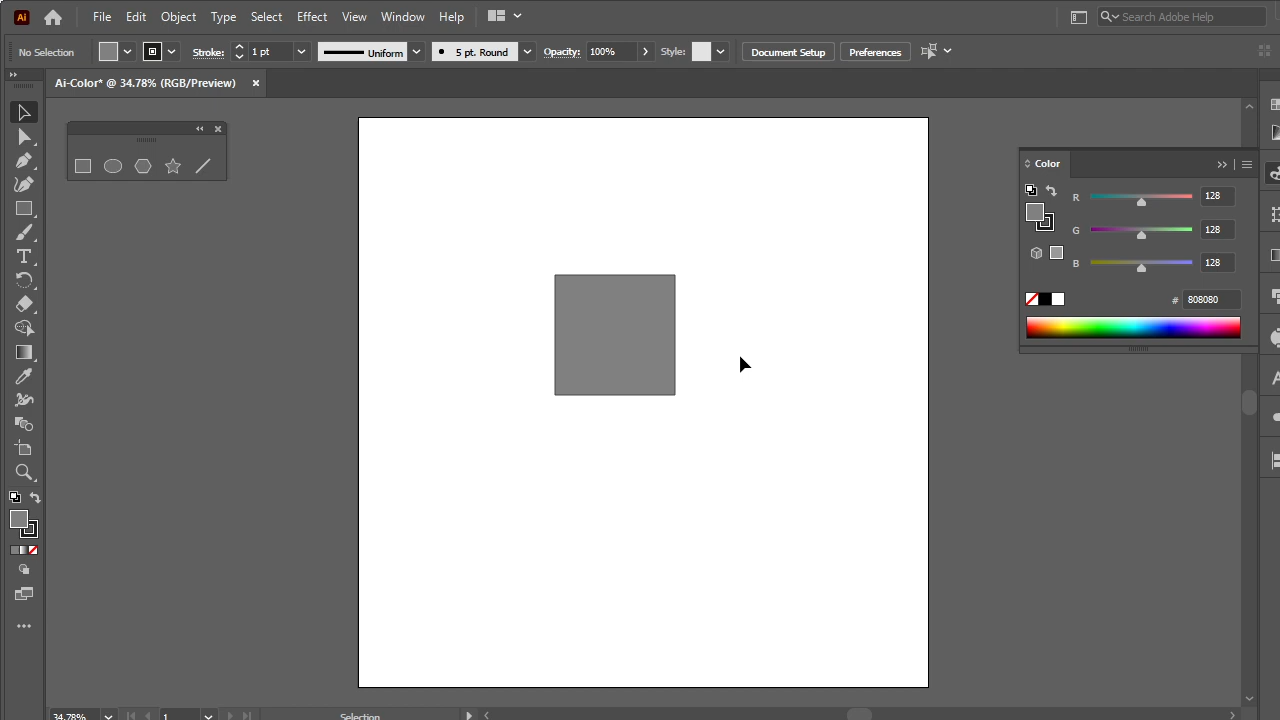 Ai File Edit Object Type Select Effect View Window Help Search Adobe Help
No Selection Stroke: 1 pt Uniform 5 pt. Round Opacity: 100% Style: Document Setup Preferences
Ai-Color* @ 34.78% (RGB/Preview)
Color
R 128
G 128
B 128
# 808080
34.78% 1 Selection